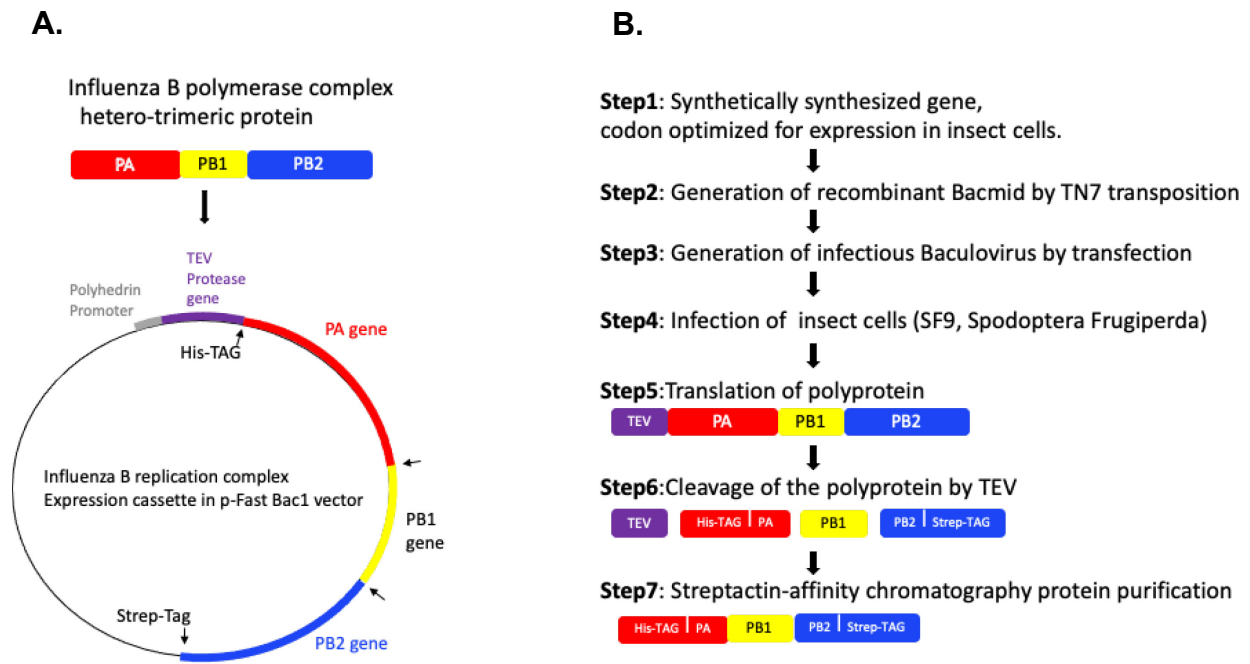 A.
Influenza B polymerase complex
hetero-trimeric protein
PA PB1 PB2
TEV
Protease
gene
Polyhedrin
Promoter
PA gene
His-TAG
Influenza B replication complex
Expression cassette in p-Fast Bac1 vector
PB1
gene
Strep-Tag
PB2 gene
B.
Step1: Synthetically synthesized gene,
codon optimized for expression in insect cells.
Step2: Generation of recombinant Bacmid by TN7 transposition
Step3: Generation of infectious Baculovirus by transfection
Step4: Infection of insect cells (SF9, Spodoptera Frugiperda)
Step5:Translation of polyprotein
TEV PA PB1 PB2
Step6:Cleavage of the polyprotein by TEV
TEV His-TAG PA PB1 PB2 Strep-TAG
Step7: Streptactin-affinity chromatography protein purification
His-TAG PA PB1 PB2 Strep-TAG